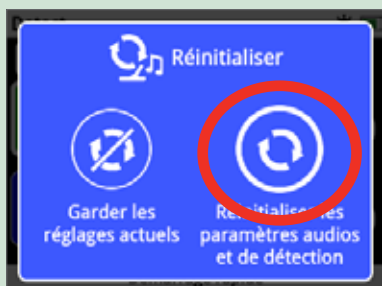 Réinitialiser
Garder les
réglages actuels
Réinitialiser les
paramètres audios
et de détection